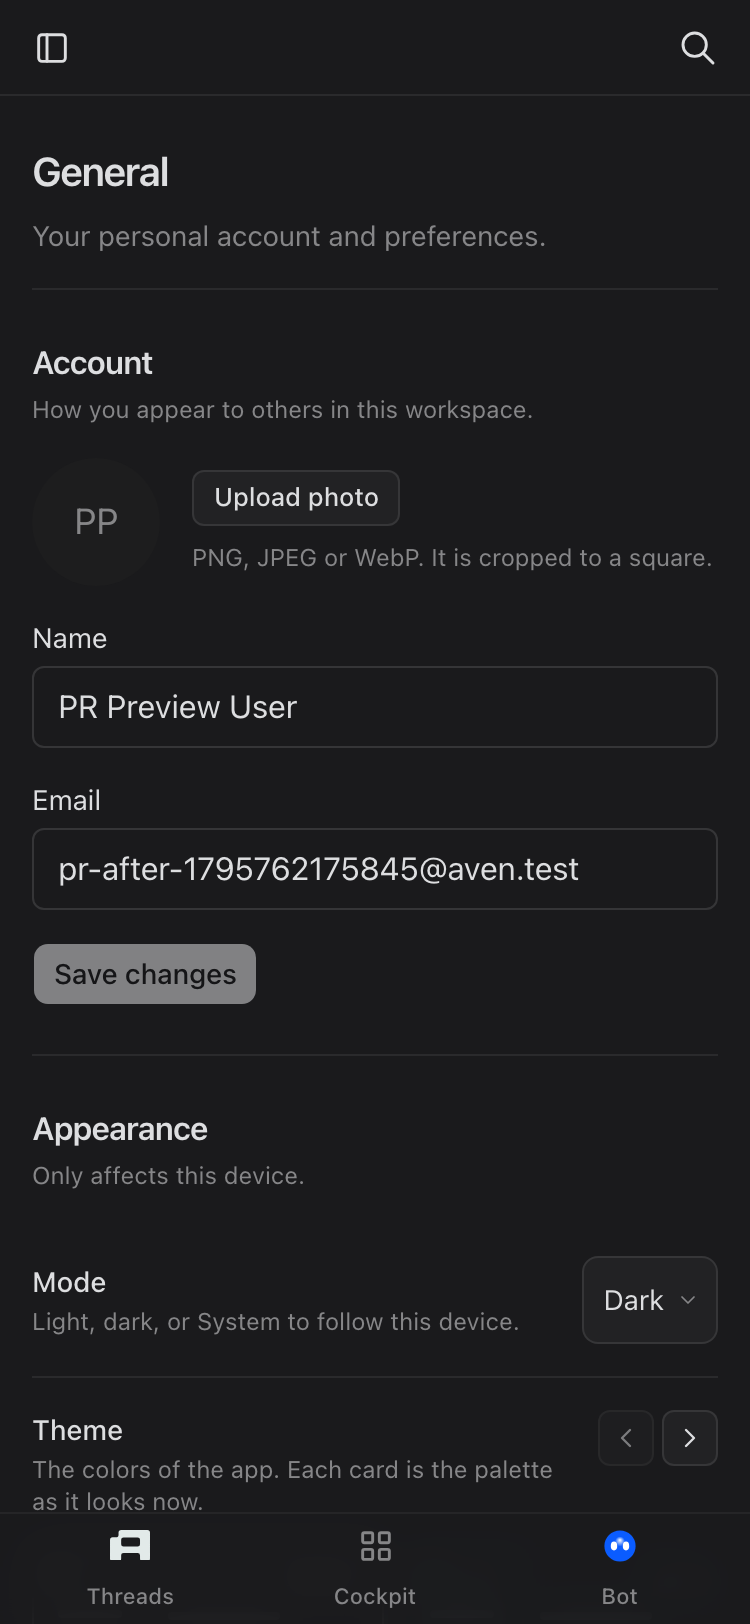 General
Your personal account and preferences.
Account
How you appear to others in this workspace.
PP
Upload photo
PNG, JPEG or WebP. It is cropped to a square.
Name
PR Preview User
Email
pr-after-1795762175845@aven.test
Save changes
Appearance
Only affects this device.
Mode
Light, dark, or System to follow this device.
Dark
Theme
The colors of the app. Each card is the palette
as it looks now.
Threads
Cockpit
Bot